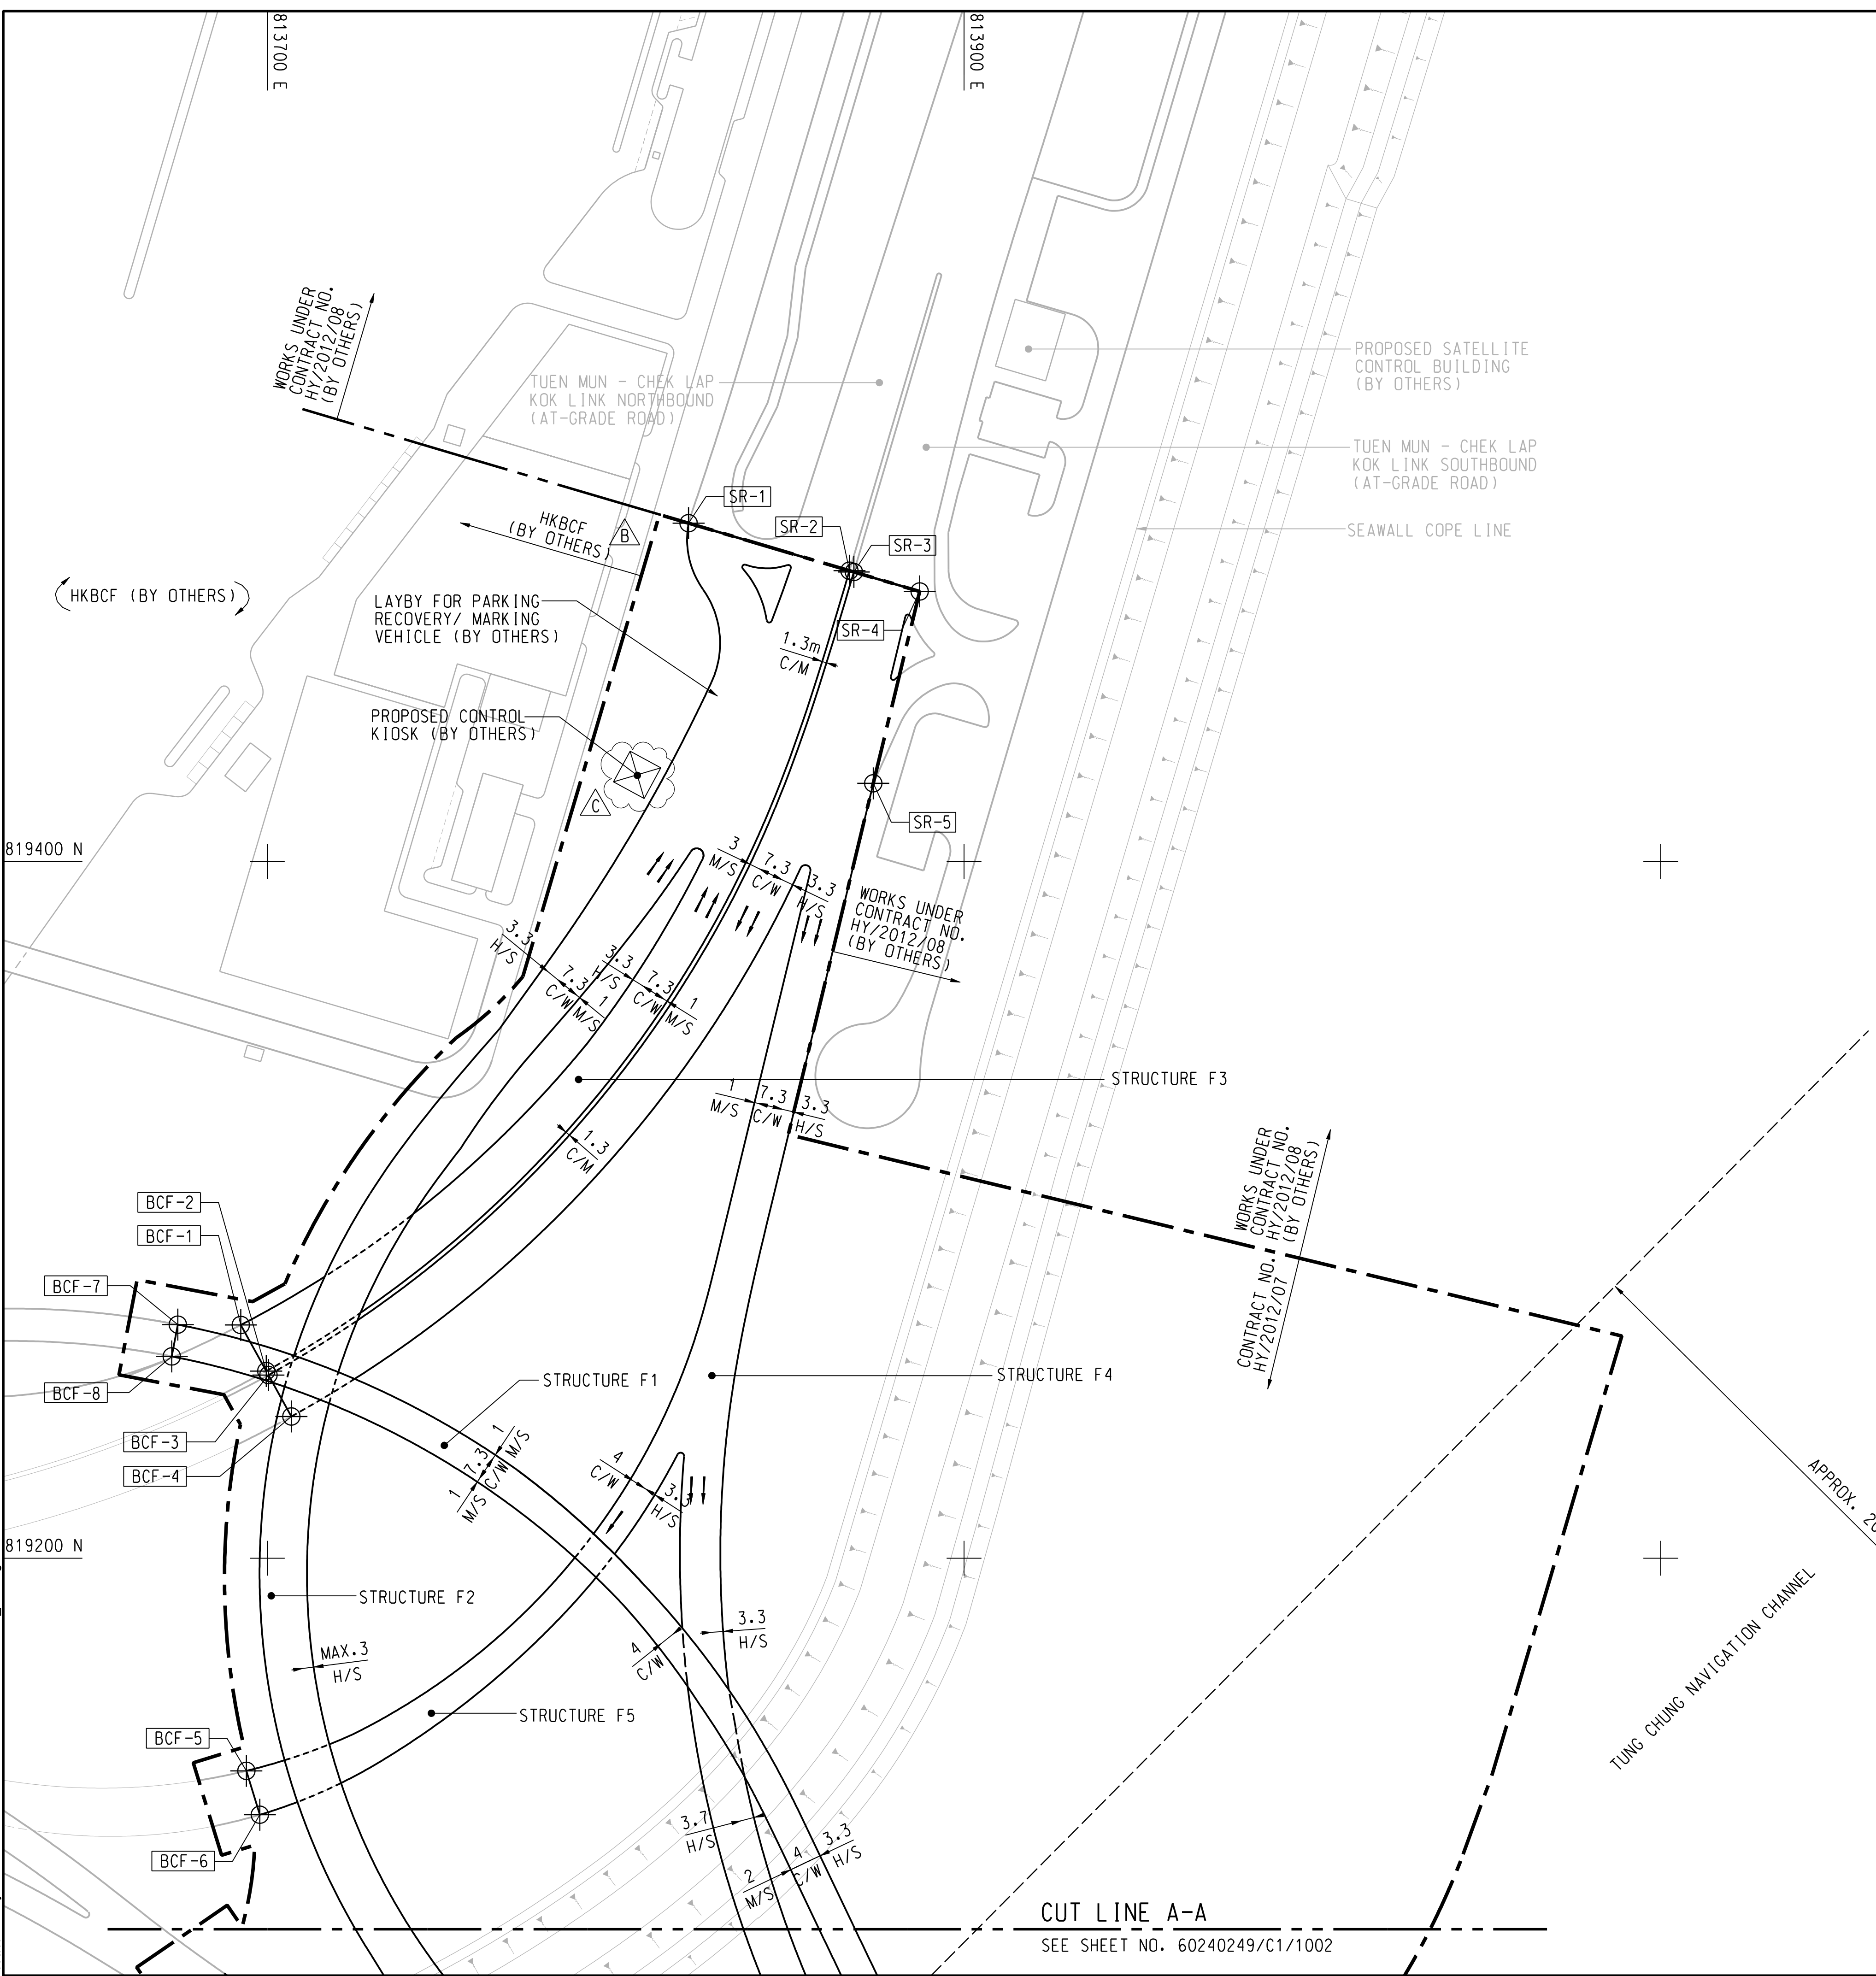 813700 E
813900 E
WORKS UNDER
CONTRACT NO.
HY/2012/08
(BY OTHERS)
TUEN MUN - CHEK LAP
KOK LINK NORTHBOUND
(AT-GRADE ROAD)
PROPOSED SATELLITE
CONTROL BUILDING
(BY OTHERS)
TUEN MUN - CHEK LAP
KOK LINK SOUTHBOUND
(AT-GRADE ROAD)
SEAWALL COPE LINE
SR-1
SR-2
SR-3
HKBCF
(BY OTHERS)
B
HKBCF (BY OTHERS)
LAYBY FOR PARKING
RECOVERY/ MARKING
VEHICLE (BY OTHERS)
SR-4
1.3m
C/M
PROPOSED CONTROL
KIOSK (BY OTHERS)
C
SR-5
819400 N
3
M/S
7.3
C/W
3.3
H/S
WORKS UNDER
CONTRACT NO.
HY/2012/08
(BY OTHERS)
3.3
H/S
7.3
C/W
1
M/S
3.3
H/S
7.3
C/W
1
M/S
STRUCTURE F3
1
M/S
7.3
C/W
3.3
H/S
1.3
C/M
WORKS UNDER
CONTRACT NO.
HY/2012/08
(BY OTHERS)
CONTRACT NO.
HY/2012/07
BCF-2
BCF-1
BCF-7
BCF-8
BCF-3
BCF-4
STRUCTURE F1
STRUCTURE F4
1
M/S
7.3
C/W
1
M/S
4
C/W
3.3
H/S
APPROX. 20
819200 N
STRUCTURE F2
MAX.3
H/S
4
C/W
3.3
H/S
TUNG CHUNG NAVIGATION CHANNEL
STRUCTURE F5
BCF-5
BCF-6
3.7
H/S
2
M/S
4
C/W
3.3
H/S
CUT LINE A-A
SEE SHEET NO. 60240249/C1/1002